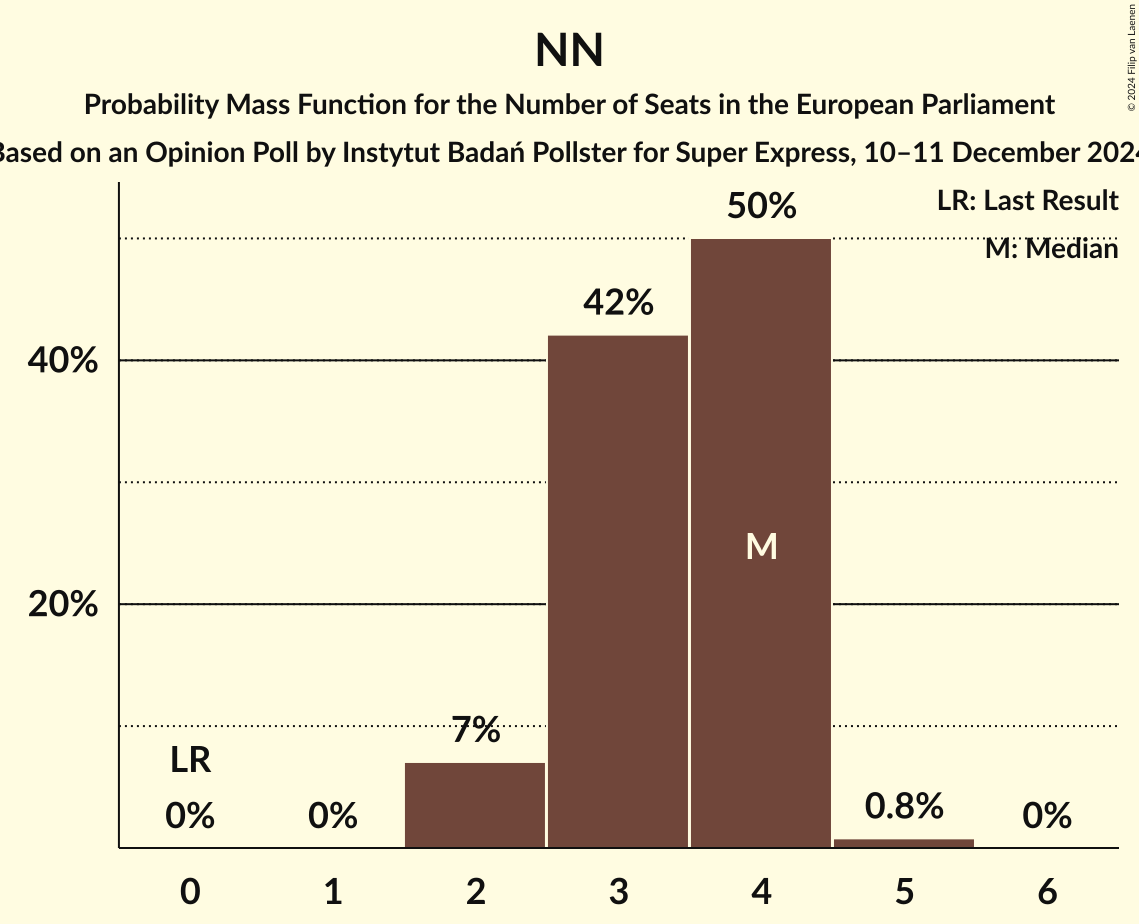 NN
Probability Mass Function for the Number of Seats in the European Parliament
Based on an Opinion Poll by Instytut Badań Pollster for Super Express, 10–11 December 2024
© 2024 Filip van Laenen
LR: Last Result
M: Median
50%
42%
40%
M
20%
7%
LR
0%
0%
0.8%
0%
0 1 2 3 4 5 6